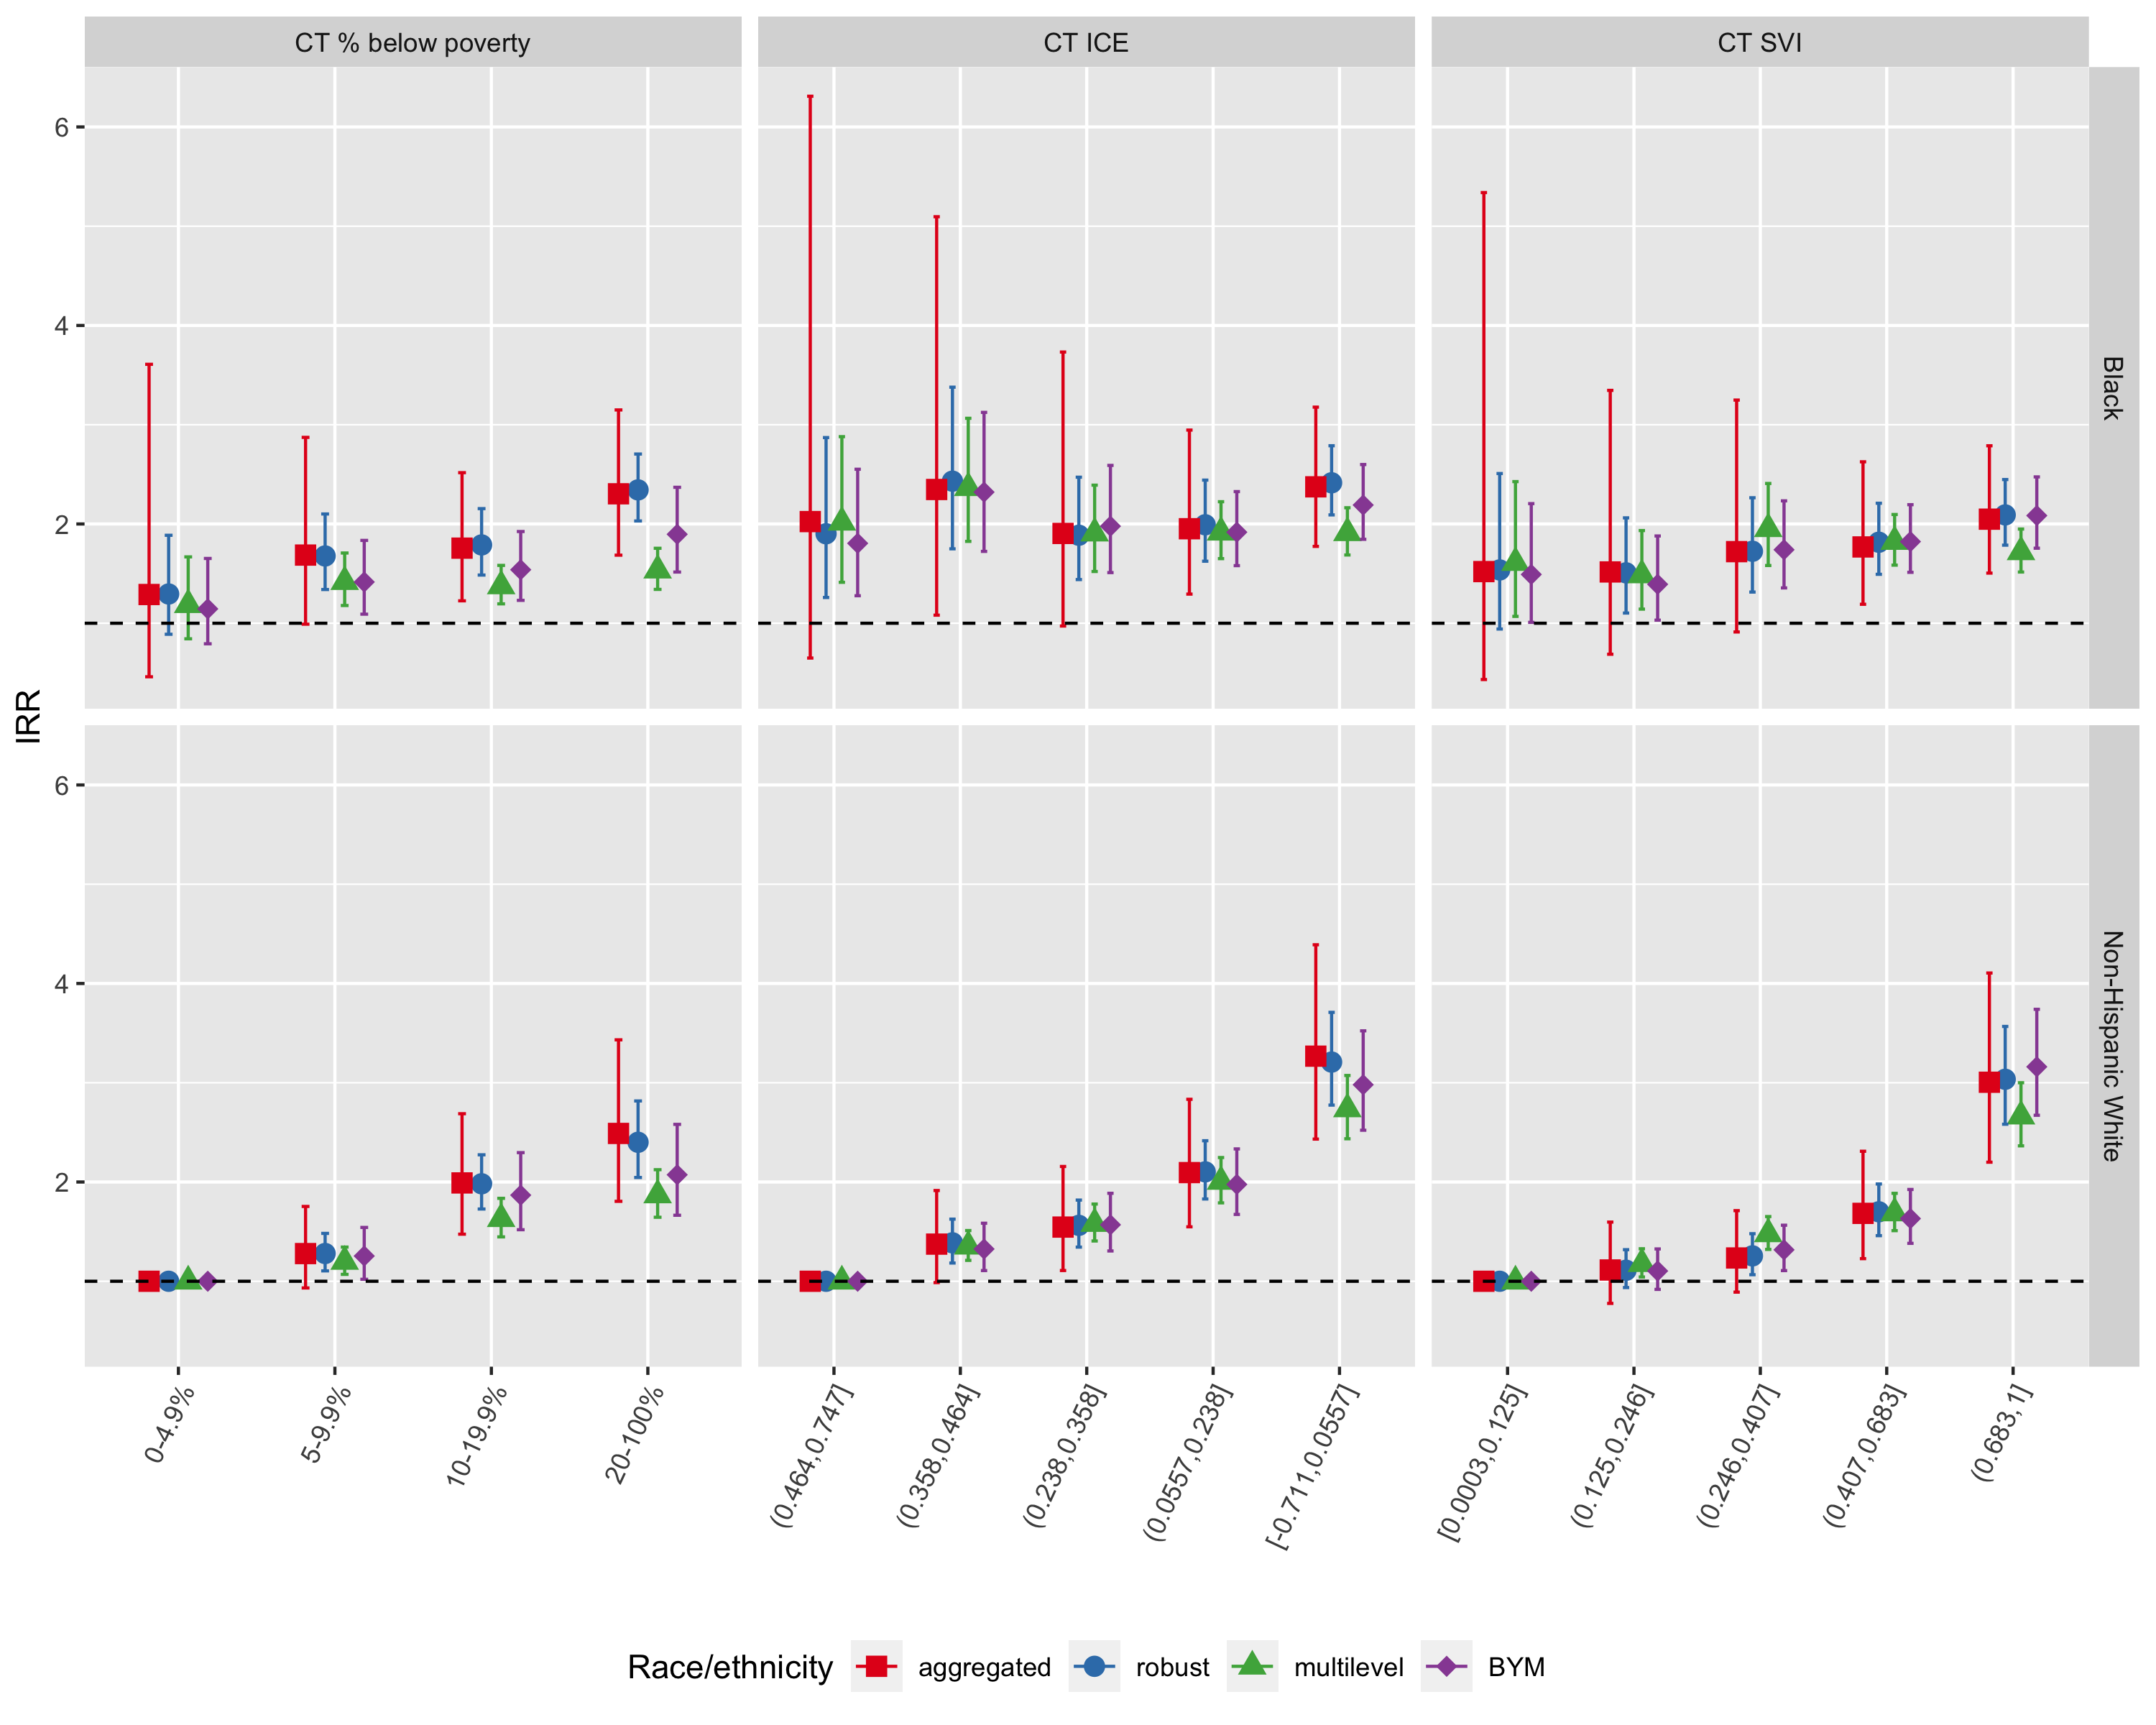 CT % below poverty
CT ICE
CT SVI
IRR
6
4
2
Black
6
4
2
Non-Hispanic White
0-4.9%
5-9.9%
10-19.9%
20-100%
(0.464,0.747]
(0.358,0.464]
(0.238,0.358]
(0.0557,0.238]
[-0.711,0.0557]
[0.0003,0.125]
(0.125,0.246]
(0.246,0.407]
(0.407,0.683]
(0.683,1]
Race/ethnicity aggregated robust multilevel BYM